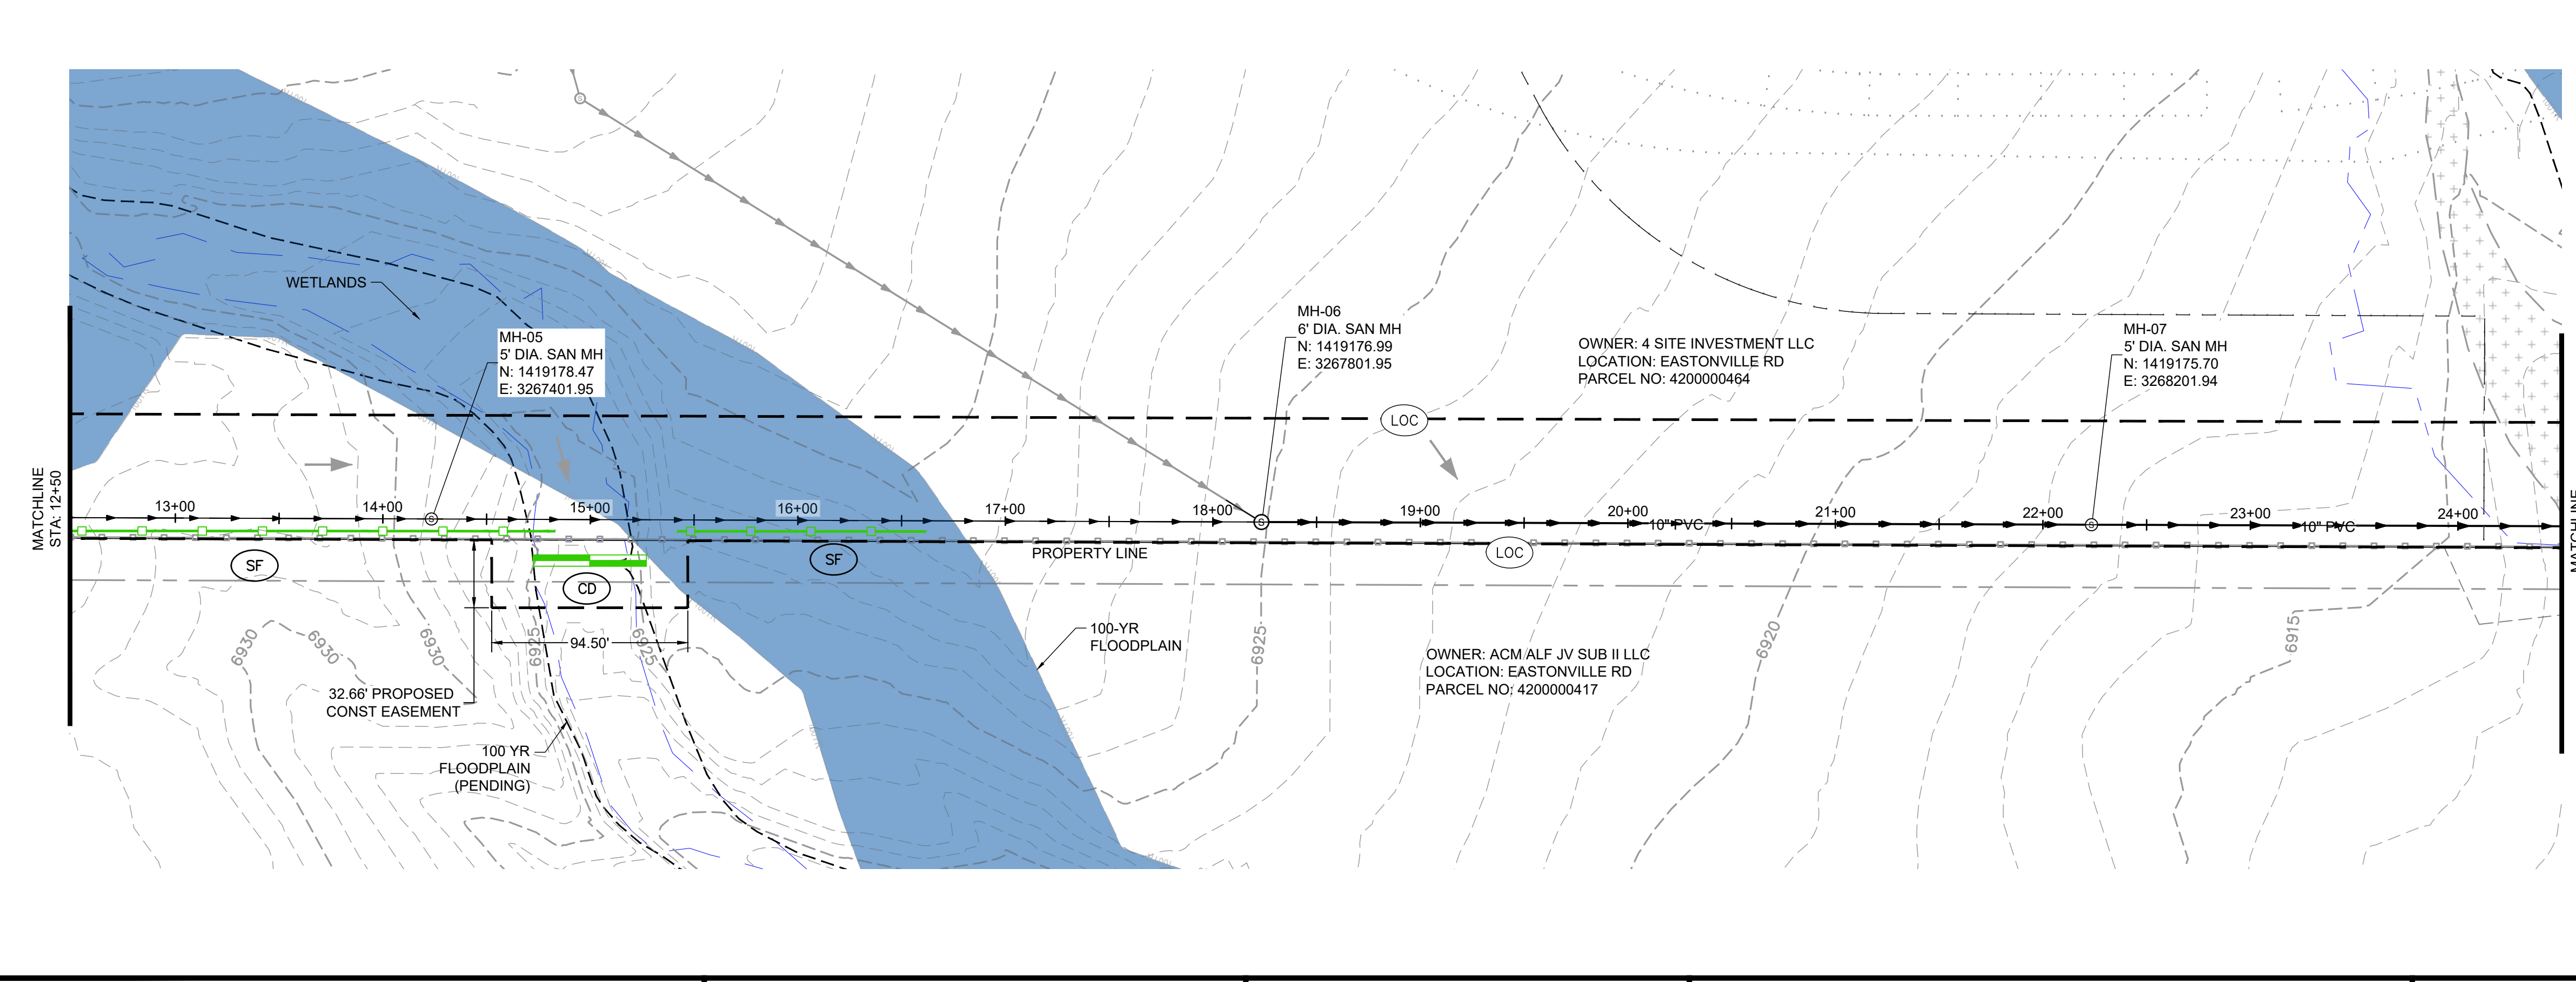 WETLANDS
MH-05
5' DIA. SAN MH
N: 1419178.47
E: 3267401.95
MH-06
6' DIA. SAN MH
N: 1419176.99
E: 3267801.95
OWNER: 4 SITE INVESTMENT LLC
LOCATION: EASTONVILLE RD
PARCEL NO: 4200000464
MH-07
5' DIA. SAN MH
N: 1419175.70
E: 3268201.94
LOC
MATCHLINE
STA: 12+50
13+00
14+00
15+00
16+00
17+00
18+00
19+00
20+00
21+00
22+00
23+00
24+00
S
S
S
S
10" PVC
10" PVC
MATCHLINE
PROPERTY LINE
LOC
SF
CD
SF
94.50'
6930
6930
6930
6925
6925
6925
6920
6915
100-YR
FLOODPLAIN
OWNER: ACM ALF JV SUB II LLC
LOCATION: EASTONVILLE RD
PARCEL NO: 4200000417
32.66' PROPOSED
CONST EASEMENT
100 YR
FLOODPLAIN
(PENDING)